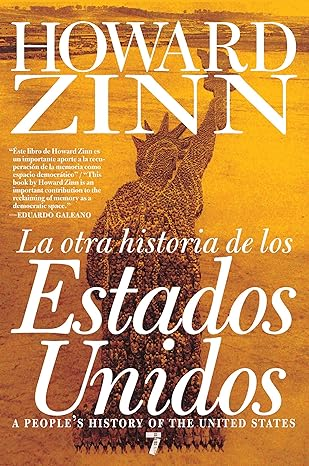 HOWARD
ZINN
"Este libro de Howard Zinn es
un importante aporte a la recu-
peración de la memoria como
espacio democrático" / "This
book by Howard Zinn is an
important contribution to the
reclaiming of memory as a
democratic space."
—EDUARDO GALEANO
La otra historia de los
Estados
Unidos
A PEOPLE'S HISTORY OF THE UNITED STATES
7